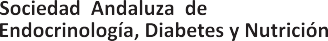 Sociedad Andaluza de
Endocrinología, Diabetes y Nutrición